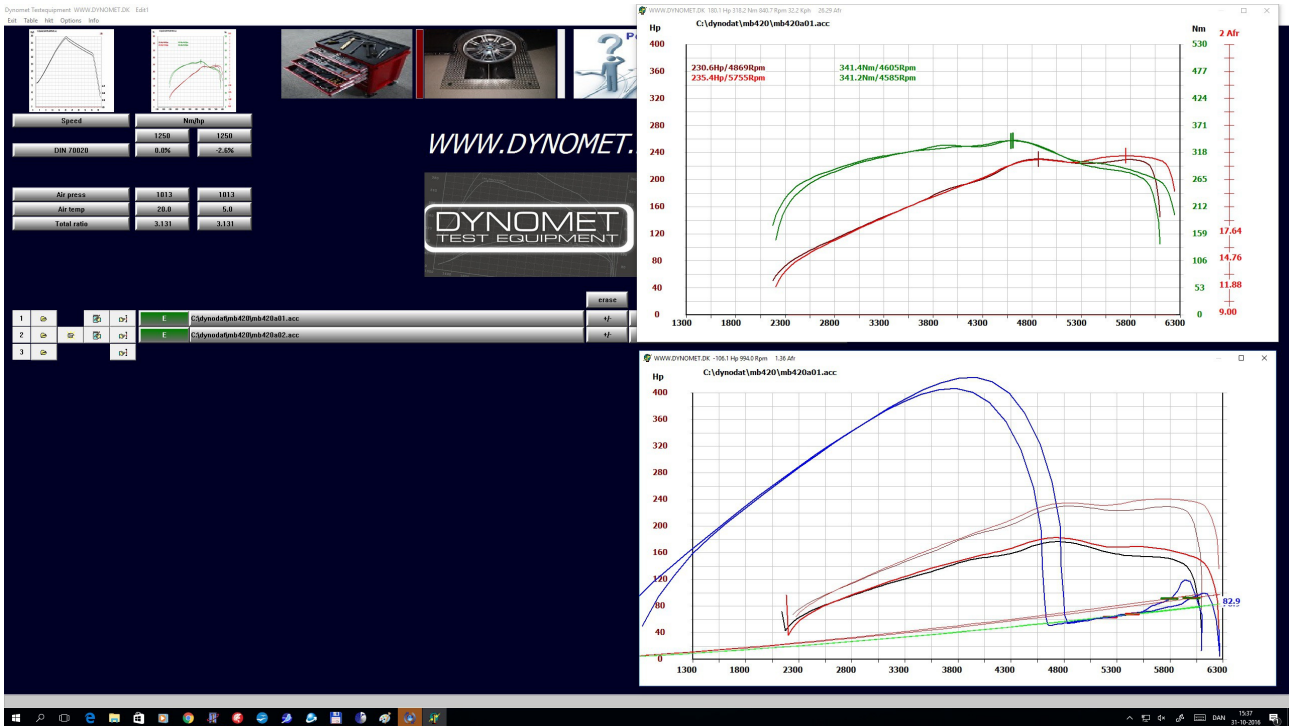 Dynomet Testequipment WWW.DYNOMET.DK Edit1
Exit Table Nkt Options Info
Speed Nm/hp
1250 1250
DIN 70020 0.0% -2.6%
Air press 1013 1013
Air temp 20.0 5.0
Total ratio 3.131 3.131
WWW.DYNOMET.
DYNOMET
TEST EQUIPMENT
erase
1 E C:\dynodat\mb420\mb420a01.acc +/-
2 E C:\dynodat\mb420\mb420a02.acc +/-
3
WWW.DYNOMET.DK 180.1 Hp 318.2 Nm 840.7 Rpm 32.2 Kph 26.29 Afr
C:\dynodat\mb420\mb420a01.acc
Hp Nm 2 Afr
400 530
360 477
320 424
280 371
240 318
200 265
160 212
120 159
80 106
40 53
0 0
230.6Hp/4869Rpm 341.4Nm/4605Rpm
235.4Hp/5755Rpm 341.2Nm/4585Rpm
17.64
14.76
11.88
9.00
1300 1800 2300 2800 3300 3800 4300 4800 5300 5800 6300
WWW.DYNOMET.DK -106.1 Hp 994.0 Rpm 1.36 Afr
C:\dynodat\mb420\mb420a01.acc
Hp
400
360
320
280
240
200
160
120
80
40
0
82.9
1300 1800 2300 2800 3300 3800 4300 4800 5300 5800 6300
DAN
15:37
31-10-2016